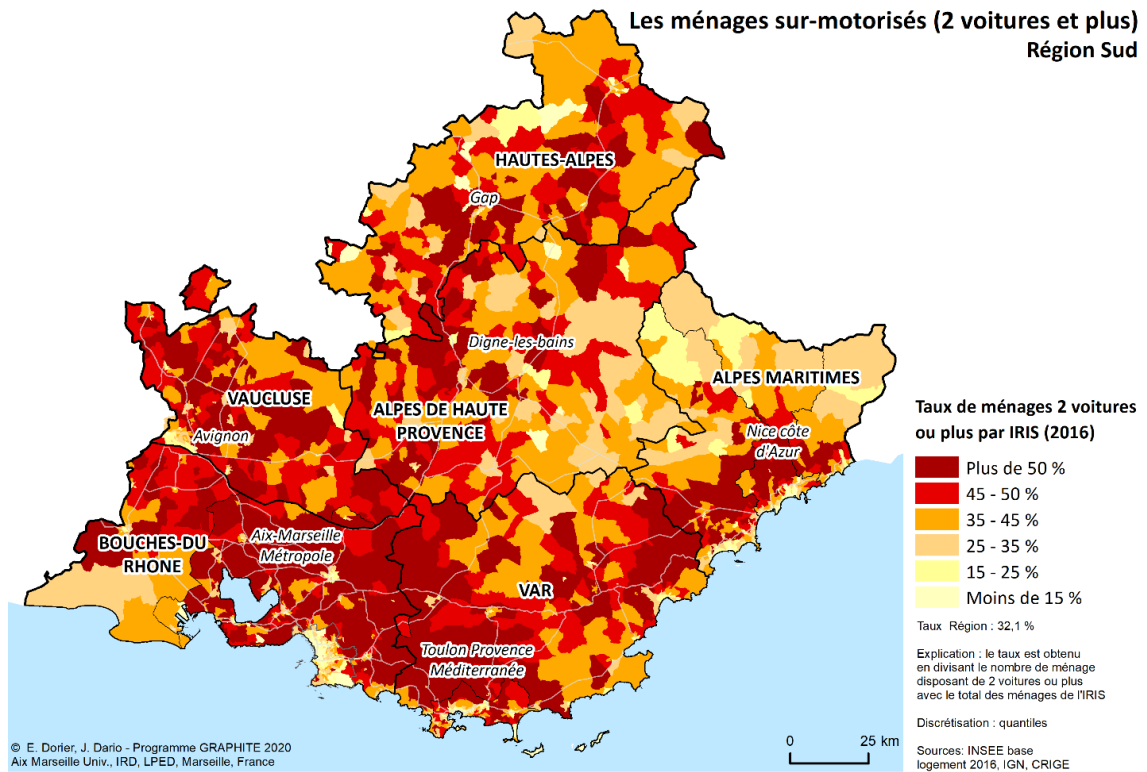 Les ménages sur-motorisés (2 voitures et plus)
Région Sud
HAUTES-ALPES
Gap
Digne-les-bains
ALPES MARITIMES
VAUCLUSE
ALPES DE HAUTE
PROVENCE
Avignon
Nice côte
d'Azur
Aix-Marseille
Métropole
BOUCHES-DU
RHONE
VAR
Toulon Provence
Méditerranée
Taux de ménages 2 voitures
ou plus par IRIS (2016)
Plus de 50 %
45 - 50 %
35 - 45 %
25 - 35 %
15 - 25 %
Moins de 15 %
Taux Région : 32,1 %
Explication : le taux est obtenu
en divisant le nombre de ménage
disposant de 2 voitures ou plus
avec le total des ménages de l'IRIS
Discrétisation : quantiles
Sources: INSEE base
logement 2016, IGN, CRIGE
0 25 km
© E. Dorier, J. Dario - Programme GRAPHITE 2020
Aix Marseille Univ., IRD, LPED, Marseille, France